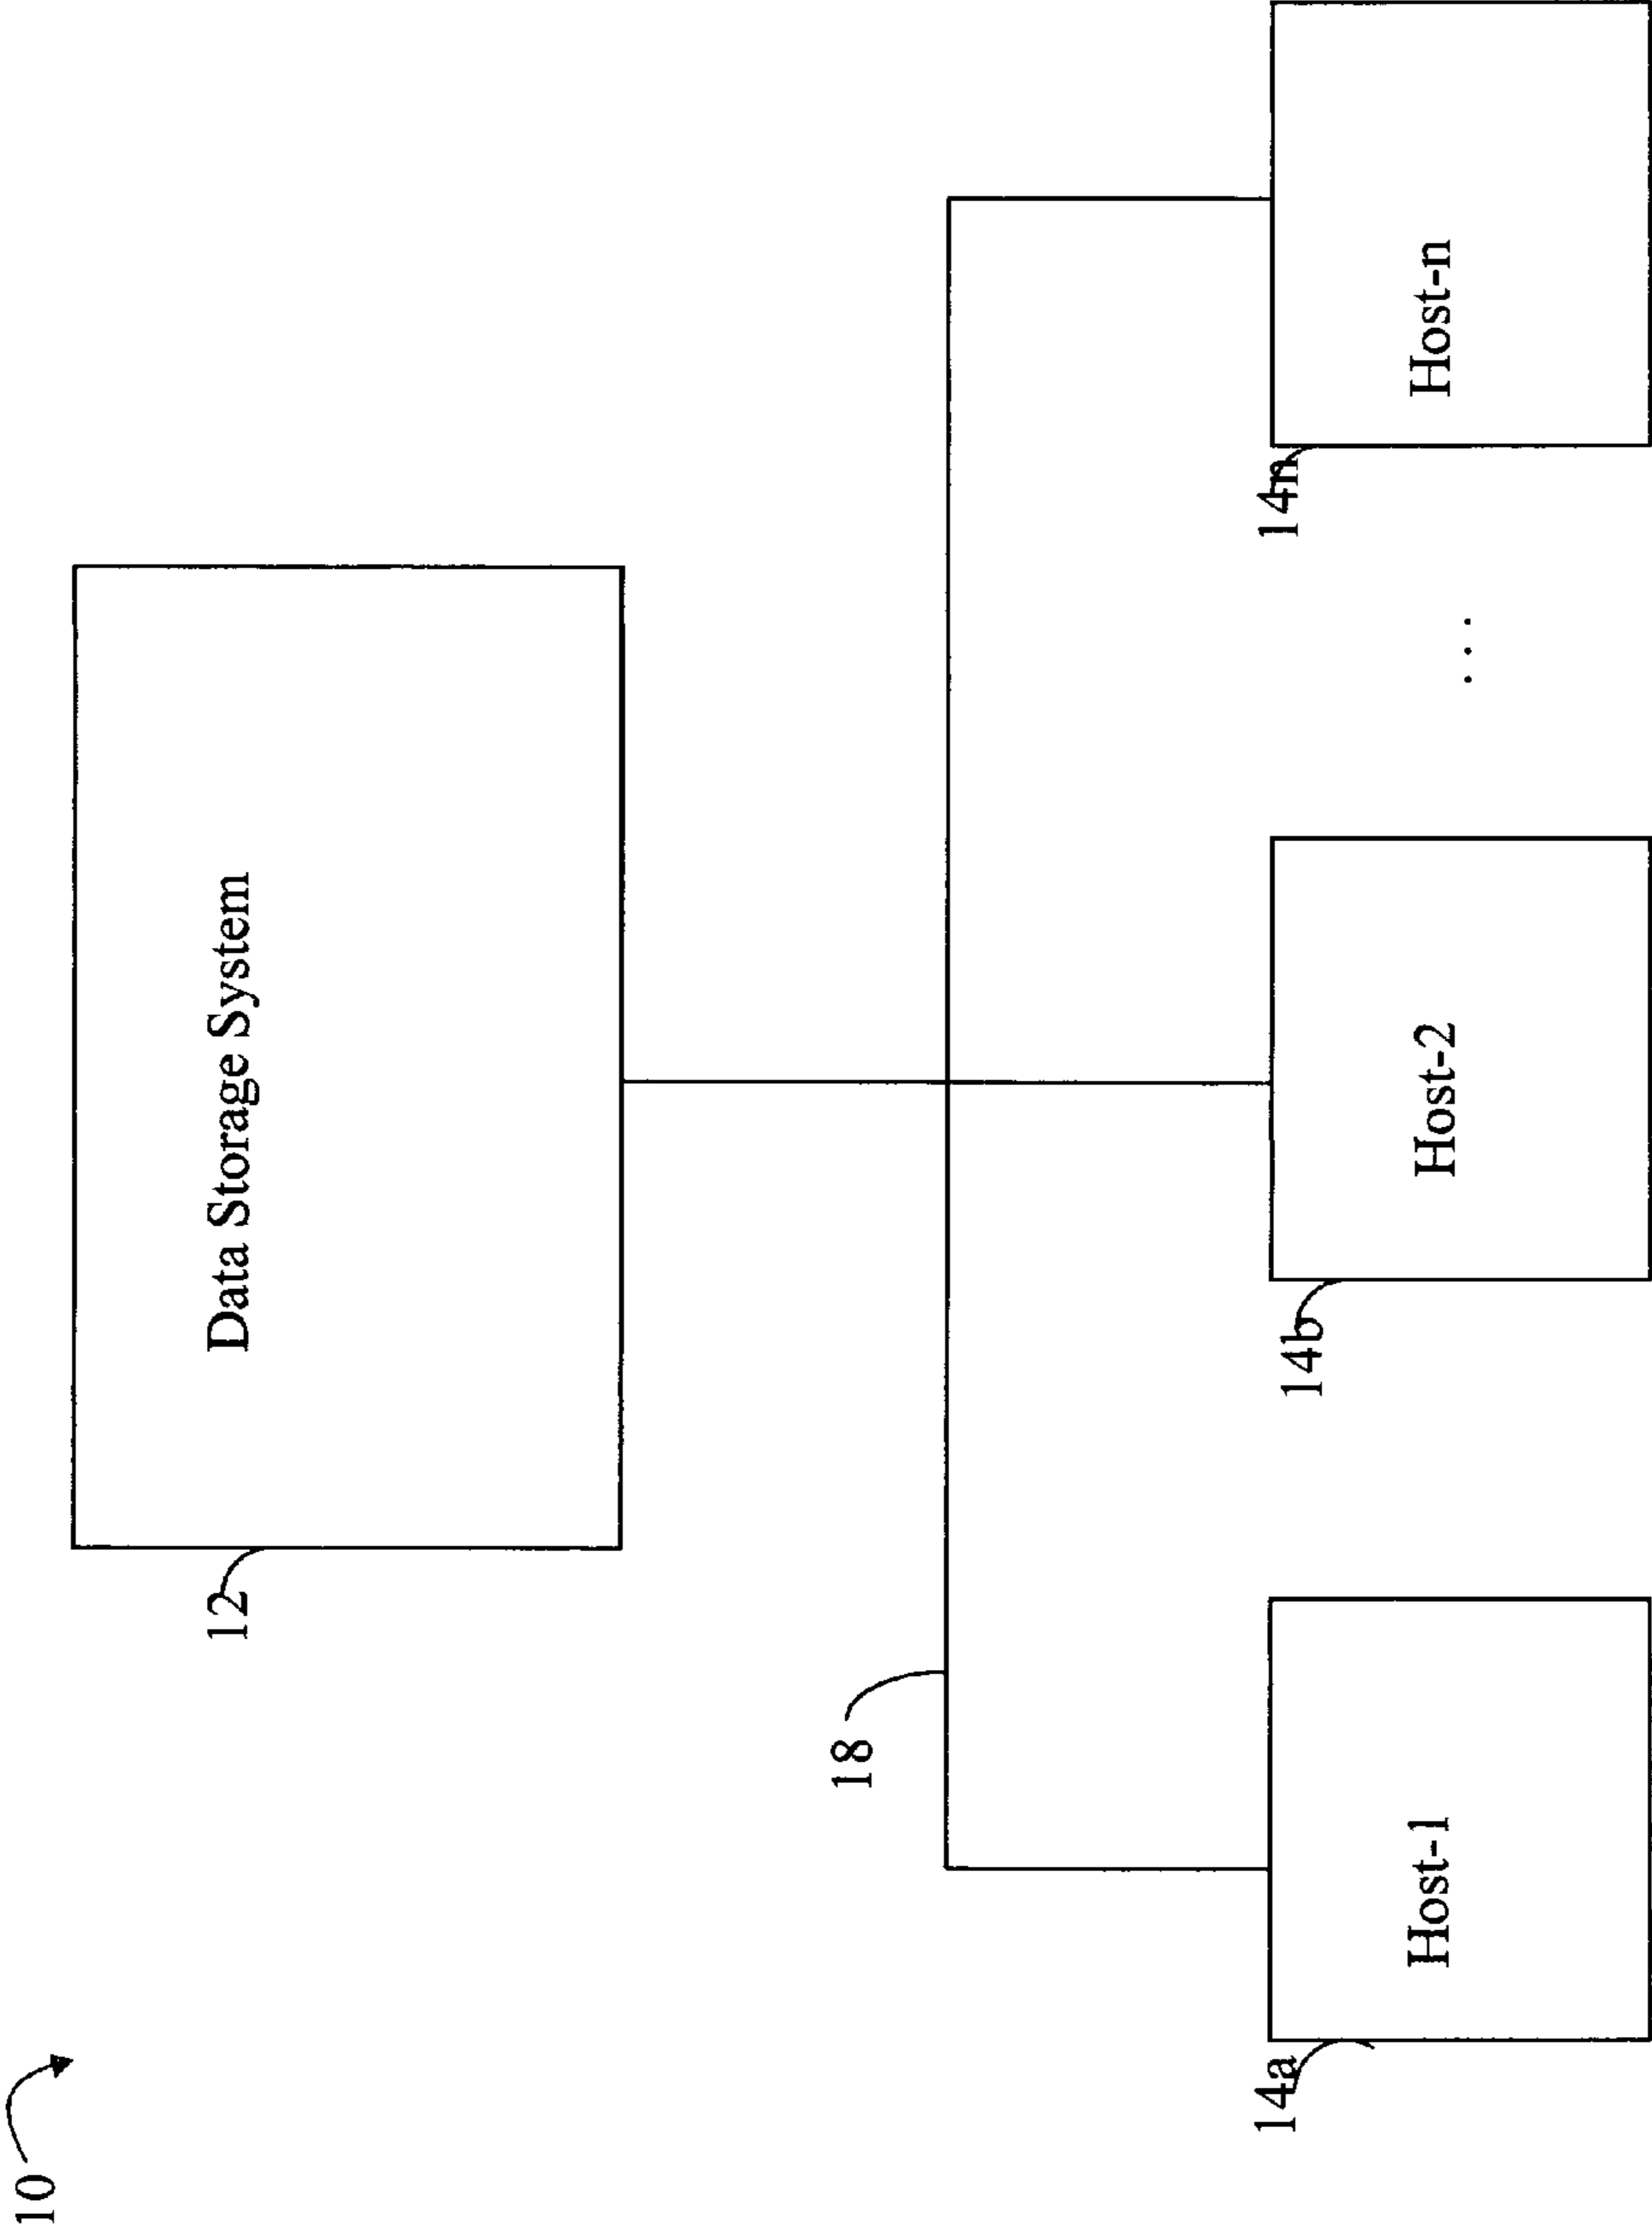 10
12
Data Storage System
18
14a
Host-1
14b
Host-2
...
14n
Host-n